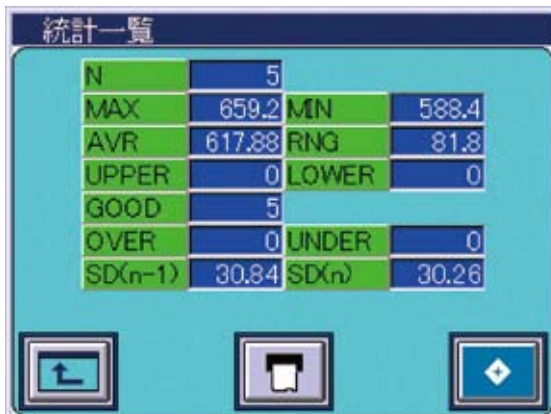 統計一覧
N 5
MAX 659.2 MIN 588.4
AVR 617.88 RNG 81.8
UPPER 0 LOWER 0
GOOD 5
OVER 0 UNDER 0
SD(n-1) 30.84 SD(n) 30.26